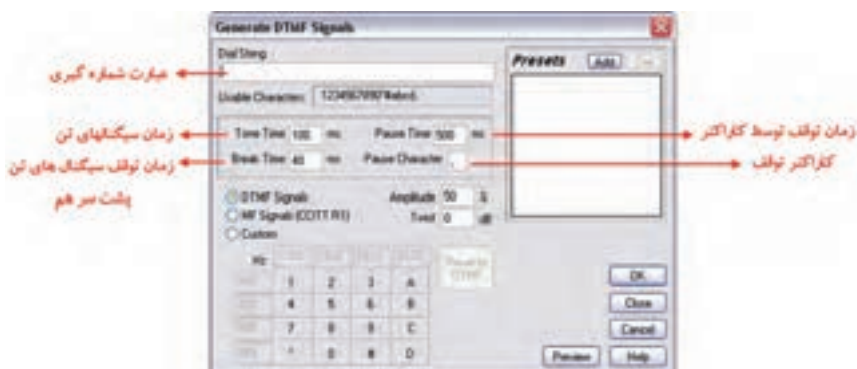 Generate DTMF Signals
Dial String:
عبارت شماره گیری
Usable Characters: 1234567890*#abcd.
Presets Add
Tone Time 100 ms Pause Time 500 ms
زمان سیگنالهای تن
زمان توقف توسط کاراکتر
Break Time 40 ms Pause Character ,
زمان توقف سیگنال های تن
پشت سر هم
کاراکتر توقف
DTMF Signals Amplitude 50 %
MF Signals (CCITT R1) Twist 0 dB
Custom
Hz
Reset to
DTMF
1 2 3 A
4 5 6 B
7 8 9 C
* 0 # D
OK
Close
Cancel
Preview Help